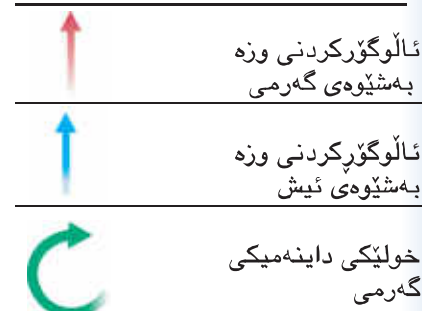 ئاڵوگۆڕکردنی وزە
بەشێوەی گەرمی
ئاڵوگۆڕکردنی وزە
بەشێوەی ئیش
خولێکی داینەمیکی
گەرمی